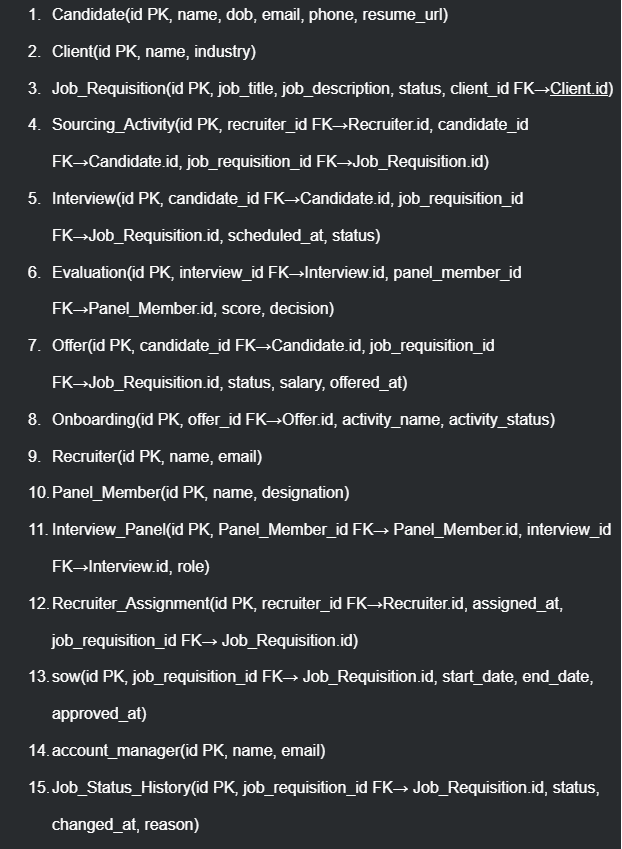 1. Candidate(id PK, name, dob, email, phone, resume_url)
2. Client(id PK, name, industry)
3. Job_Requisition(id PK, job_title, job_description, status, client_id FK→Client.id)
4. Sourcing_Activity(id PK, recruiter_id FK→Recruiter.id, candidate_id
FK→Candidate.id, job_requisition_id FK→Job_Requisition.id)
5. Interview(id PK, candidate_id FK→Candidate.id, job_requisition_id
FK→Job_Requisition.id, scheduled_at, status)
6. Evaluation(id PK, interview_id FK→Interview.id, panel_member_id
FK→Panel_Member.id, score, decision)
7. Offer(id PK, candidate_id FK→Candidate.id, job_requisition_id
FK→Job_Requisition.id, status, salary, offered_at)
8. Onboarding(id PK, offer_id FK→Offer.id, activity_name, activity_status)
9. Recruiter(id PK, name, email)
10. Panel_Member(id PK, name, designation)
11. Interview_Panel(id PK, Panel_Member_id FK→ Panel_Member.id, interview_id
FK→Interview.id, role)
12. Recruiter_Assignment(id PK, recruiter_id FK→Recruiter.id, assigned_at,
job_requisition_id FK→ Job_Requisition.id)
13. sow(id PK, job_requisition_id FK→ Job_Requisition.id, start_date, end_date,
approved_at)
14. account_manager(id PK, name, email)
15. Job_Status_History(id PK, job_requisition_id FK→ Job_Requisition.id, status,
changed_at, reason)